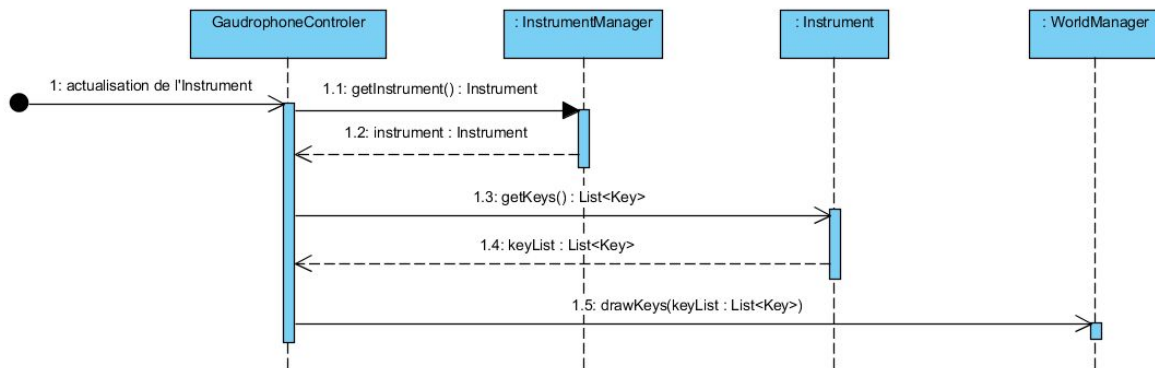 GaudrophoneControler
: InstrumentManager
: Instrument
: WorldManager
1: actualisation de l'Instrument
1.1: getInstrument() : Instrument
1.2: instrument : Instrument
1.3: getKeys() : List<Key>
1.4: keyList : List<Key>
1.5: drawKeys(keyList : List<Key>)